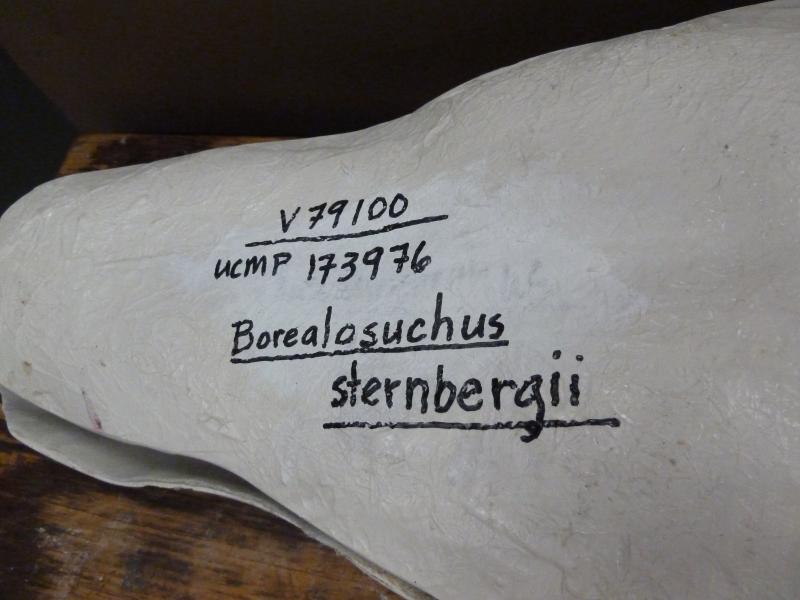 V79100
UCMP 173976
Borealosuchus
sternbergii